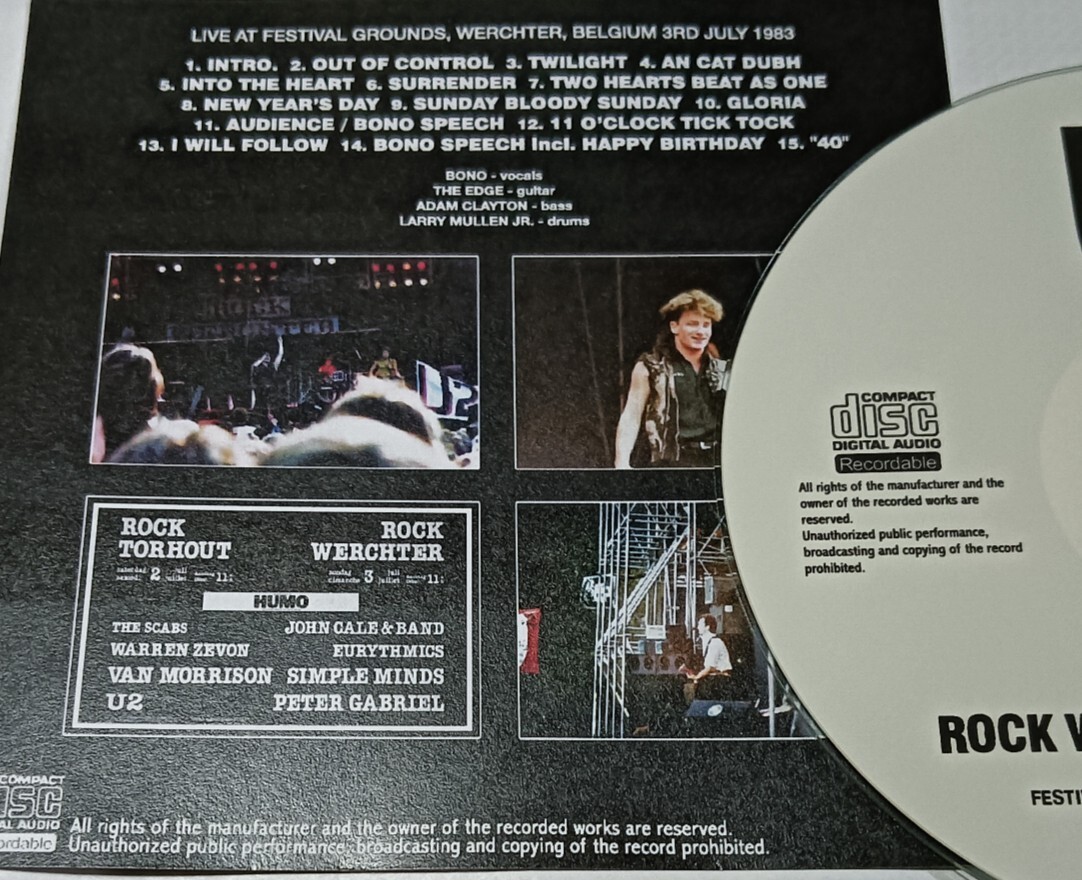 LIVE AT FESTIVAL GROUNDS, WERCHTER, BELGIUM 3RD JULY 1983
1. INTRO. 2. OUT OF CONTROL 3. TWILIGHT 4. AN CAT DUBH
5. INTO THE HEART 6. SURRENDER 7. TWO HEARTS BEAT AS ONE
8. NEW YEAR'S DAY 9. SUNDAY BLOODY SUNDAY 10. GLORIA
11. AUDIENCE / BONO SPEECH 12. 11 O'CLOCK TICK TOCK
13. I WILL FOLLOW 14. BONO SPEECH Incl. HAPPY BIRTHDAY 15. "40"
BONO - vocals
THE EDGE - guitar
ADAM CLAYTON - bass
LARRY MULLEN JR. - drums
ROCK TORHOUT
ROCK WERCHTER
2 juli juillet 11:
zondag dimanche 3 juli juillet 11:
HUMO
THE SCABS
JOHN CALE & BAND
WARREN ZEVON
EURYTHMICS
VAN MORRISON
SIMPLE MINDS
U2
PETER GABRIEL
COMPACT
disc
DIGITAL AUDIO
Recordable
All rights of the manufacturer and the
owner of the recorded works are
reserved.
Unauthorized public performance,
broadcasting and copying of the record
prohibited.
ROCK
FESTI
COMPACT
AL AUDIO
ordable
All rights of the manufacturer and the owner of the recorded works are reserved.
Unauthorized public performance, broadcasting and copying of the record prohibited.